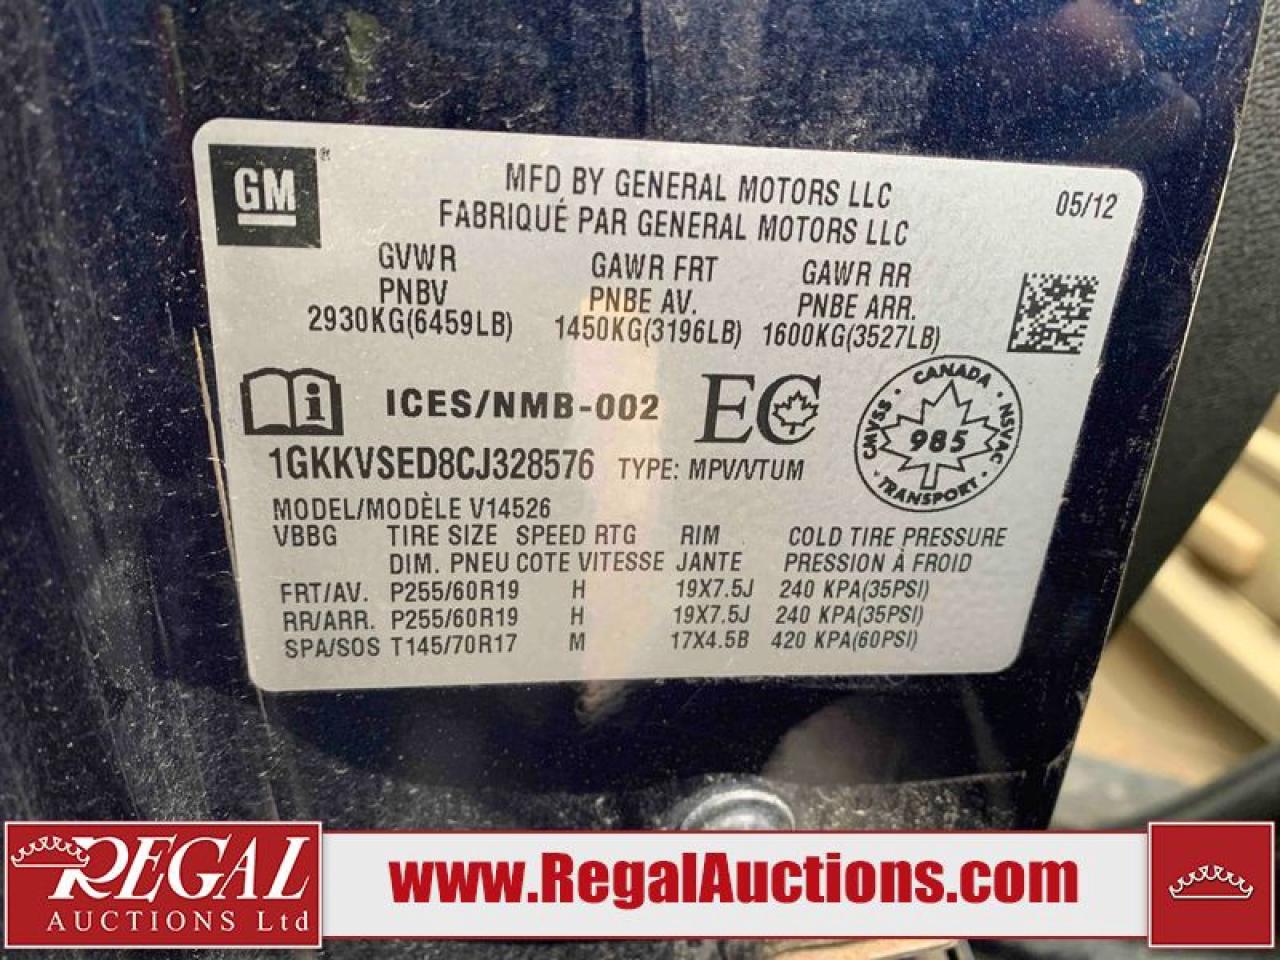 GM
MFD BY GENERAL MOTORS LLC
05/12
FABRIQUÉ PAR GENERAL MOTORS LLC
GVWR GAWR FRT GAWR RR
PNBV PNBE AV. PNBE ARR.
2930KG(6459LB) 1450KG(3196LB) 1600KG(3527LB)
i ICES/NMB-002 EC
CANADA
CMVSS 985 NSVAC
TRANSPORT
1GKKVSED8CJ328576 TYPE: MPV/VTUM
MODEL/MODÈLE V14526
VBBG TIRE SIZE SPEED RTG RIM COLD TIRE PRESSURE
DIM. PNEU COTE VITESSE JANTE PRESSION À FROID
FRT/AV. P255/60R19 H 19X7.5J 240 KPA(35PSI)
RR/ARR. P255/60R19 H 19X7.5J 240 KPA(35PSI)
SPA/SOS T145/70R17 M 17X4.5B 420 KPA(60PSI)
REGAL
AUCTIONS Ltd
www.RegalAuctions.com